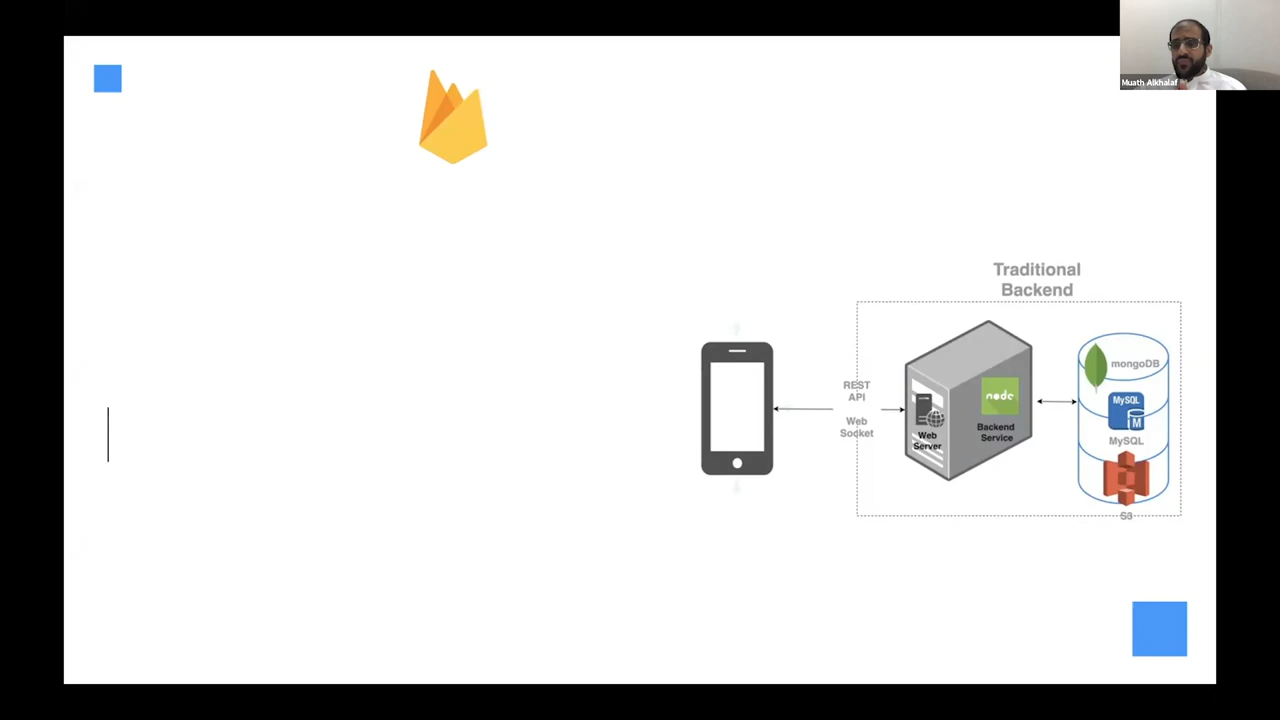 Muath Alkhalaf
Traditional
Backend
REST
API
Web
Socket
Web
Server
node
Backend
Service
mongoDB
MySQL
M
MySQL
S3